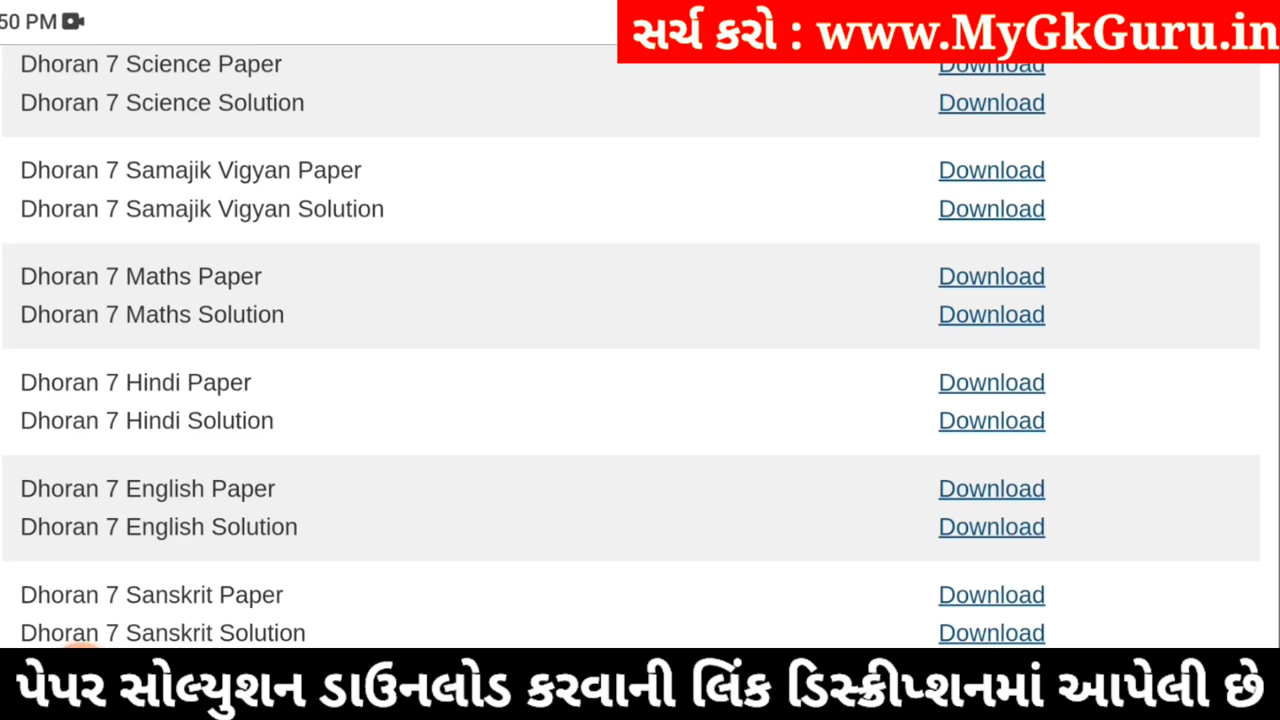 50 PM
સર્ચ કરો : www.MyGkGuru.in
Dhoran 7 Science Paper Download
Dhoran 7 Science Solution Download
Dhoran 7 Samajik Vigyan Paper Download
Dhoran 7 Samajik Vigyan Solution Download
Dhoran 7 Maths Paper Download
Dhoran 7 Maths Solution Download
Dhoran 7 Hindi Paper Download
Dhoran 7 Hindi Solution Download
Dhoran 7 English Paper Download
Dhoran 7 English Solution Download
Dhoran 7 Sanskrit Paper Download
Dhoran 7 Sanskrit Solution Download
પેપર સોલ્યુશન ડાઉનલોડ કરવાની લિંક ડિસ્ક્રીપ્શનમાં આપેલી છે